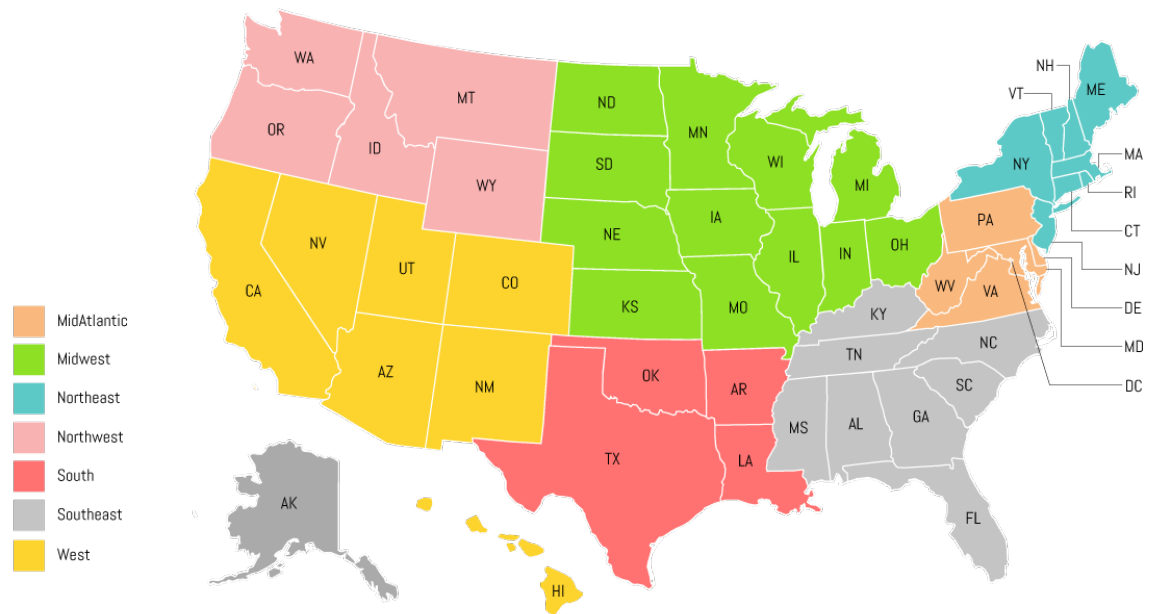 NH
ME
WA
VT
MT
ND
OR
MN
ID
MA
SD
WI
NY
WY
MI
RI
IA
PA
CT
NE
NV
OH
IL
IN
UT
NJ
CO
WV
VA
CA
KS
MO
DE
KY
MidAtlantic
NC
MD
TN
Midwest
AZ
OK
SC
DC
NM
AR
Northeast
GA
MS
AL
Northwest
TX
LA
South
AK
Southeast
FL
West
HI